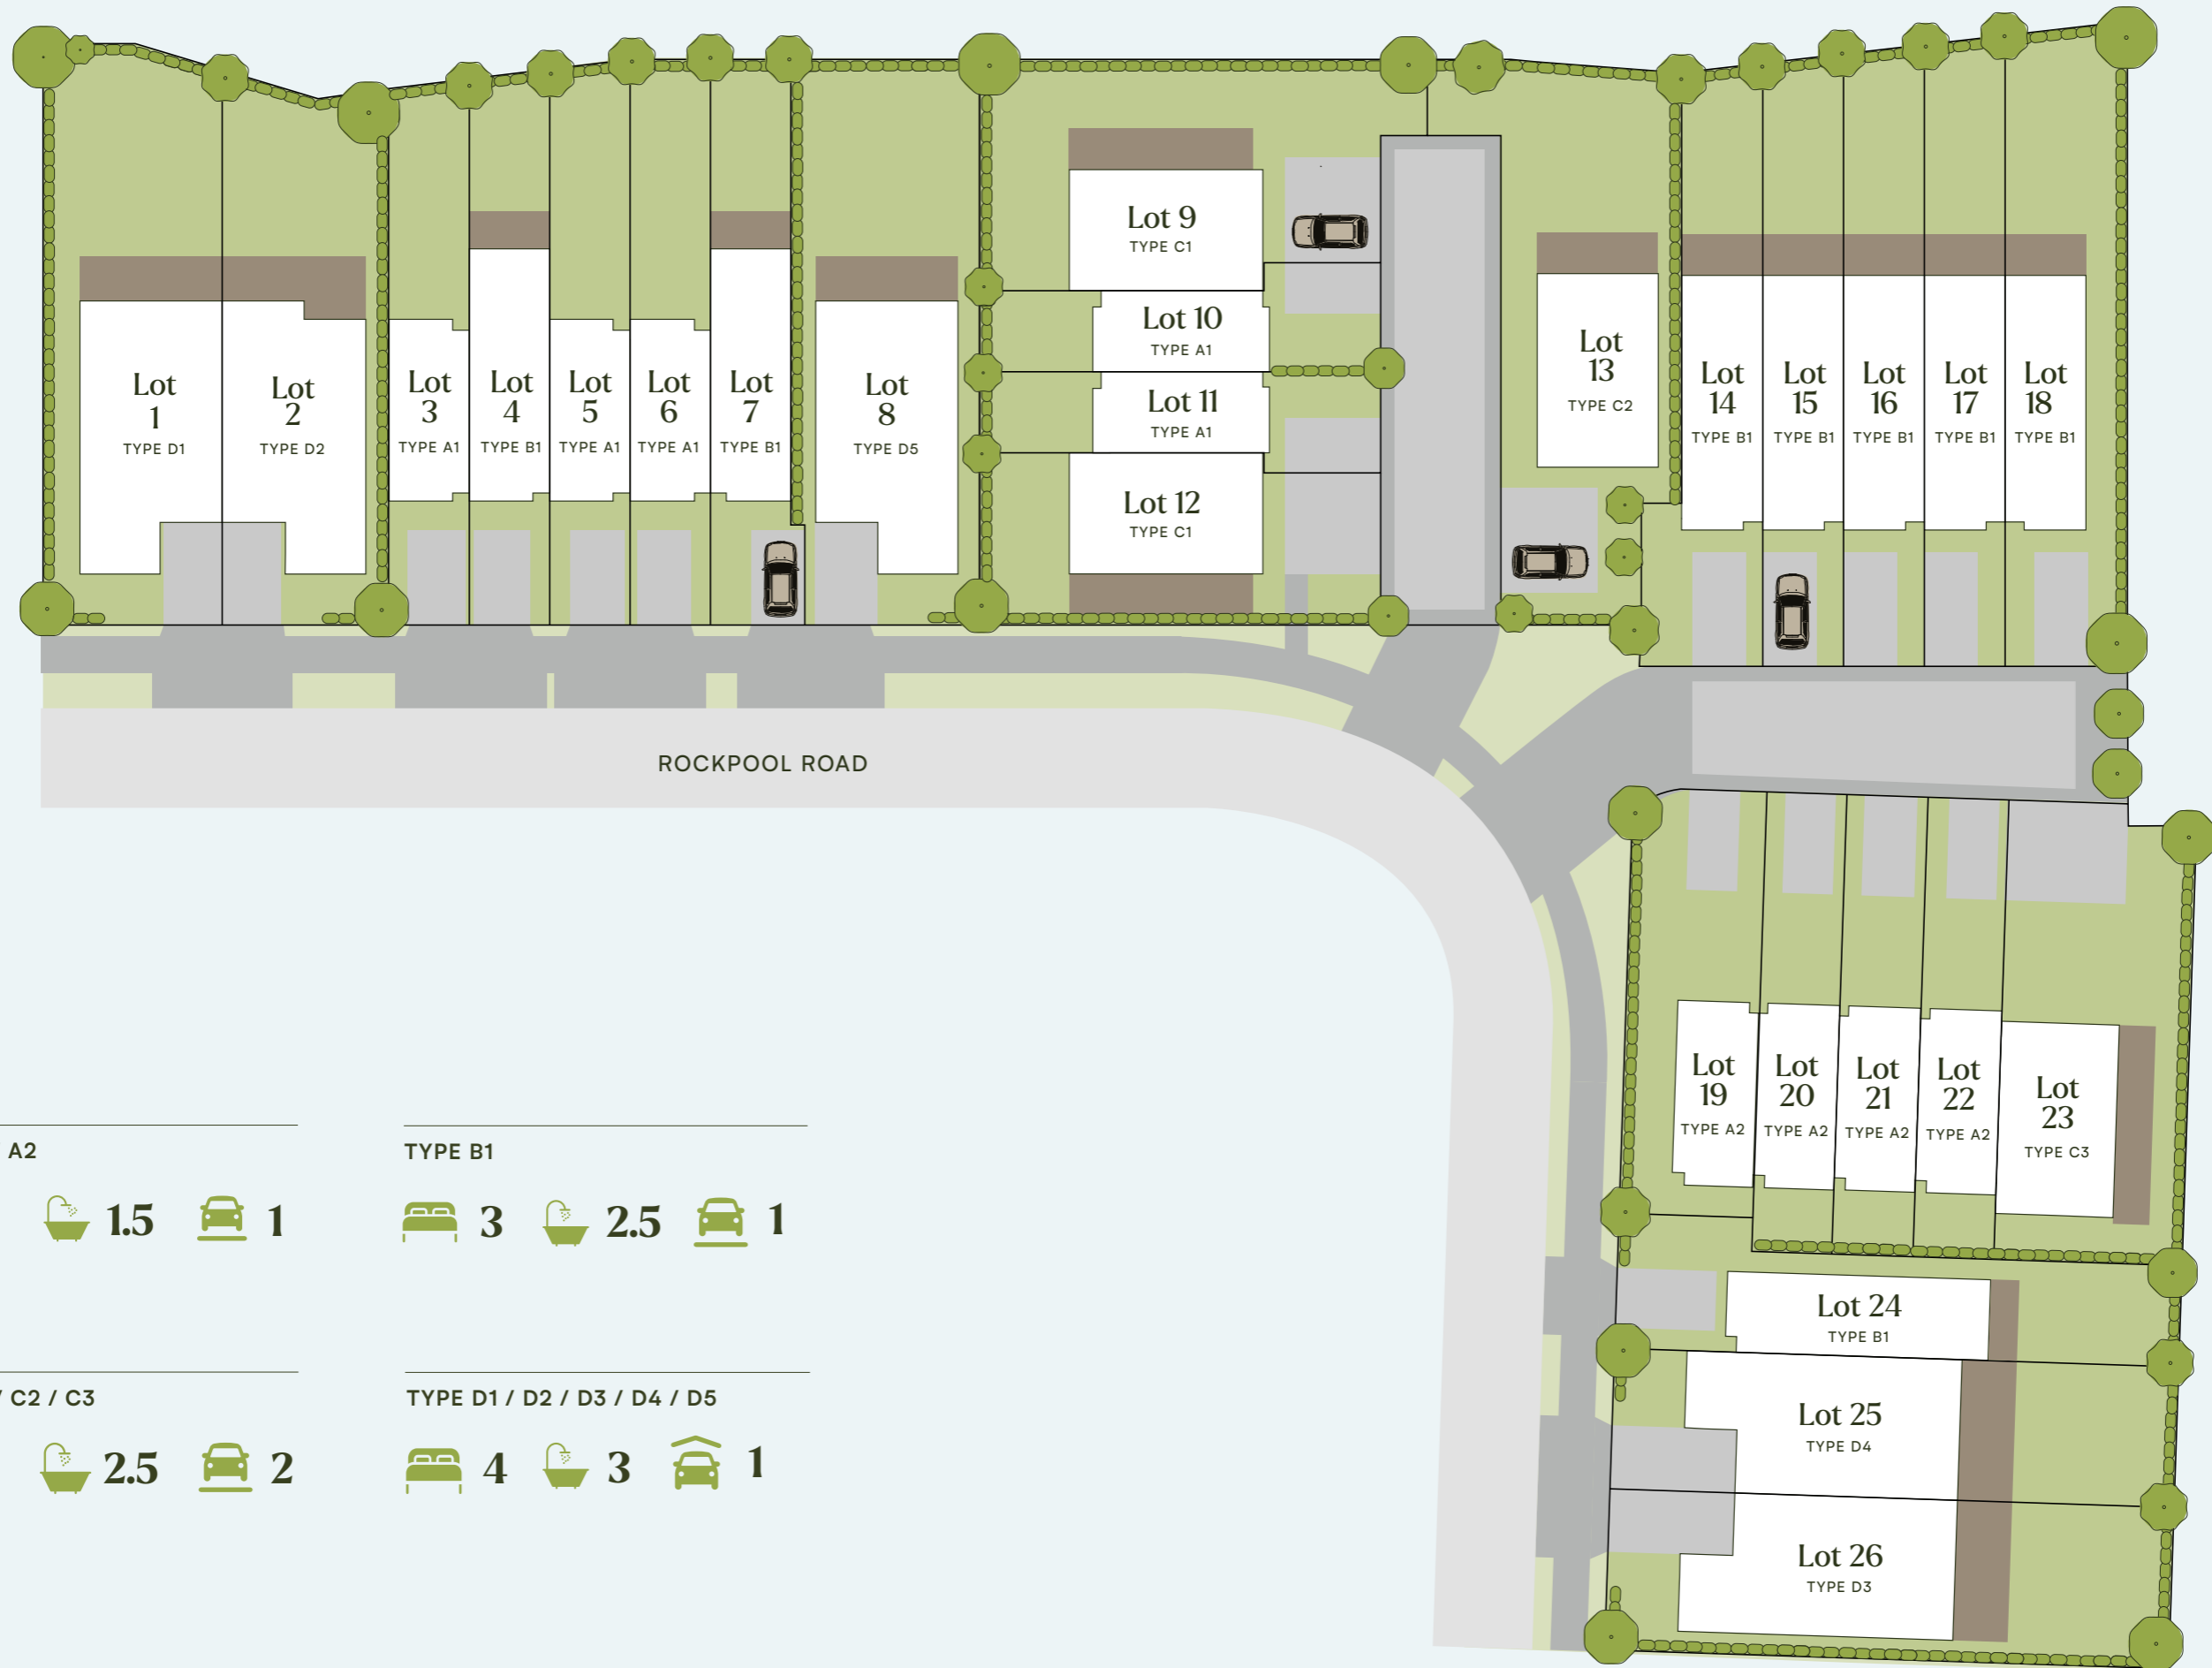 Lot 9
TYPE C1
Lot 10
TYPE A1
Lot 11
TYPE A1
Lot 12
TYPE C1
Lot
1
TYPE D1
Lot
2
TYPE D2
Lot
3
TYPE A1
Lot
4
TYPE B1
Lot
5
TYPE A1
Lot
6
TYPE A1
Lot
7
TYPE B1
Lot
8
TYPE D5
Lot
13
TYPE C2
Lot
14
TYPE B1
Lot
15
TYPE B1
Lot
16
TYPE B1
Lot
17
TYPE B1
Lot
18
TYPE B1
ROCKPOOL ROAD
Lot
19
TYPE A2
Lot
20
TYPE A2
Lot
21
TYPE A2
Lot
22
TYPE A2
Lot
23
TYPE C3
Lot 24
TYPE B1
Lot 25
TYPE D4
Lot 26
TYPE D3
A2
1.5 1
TYPE B1
3 2.5 1
/ C2 / C3
2.5 2
TYPE D1 / D2 / D3 / D4 / D5
4 3 1